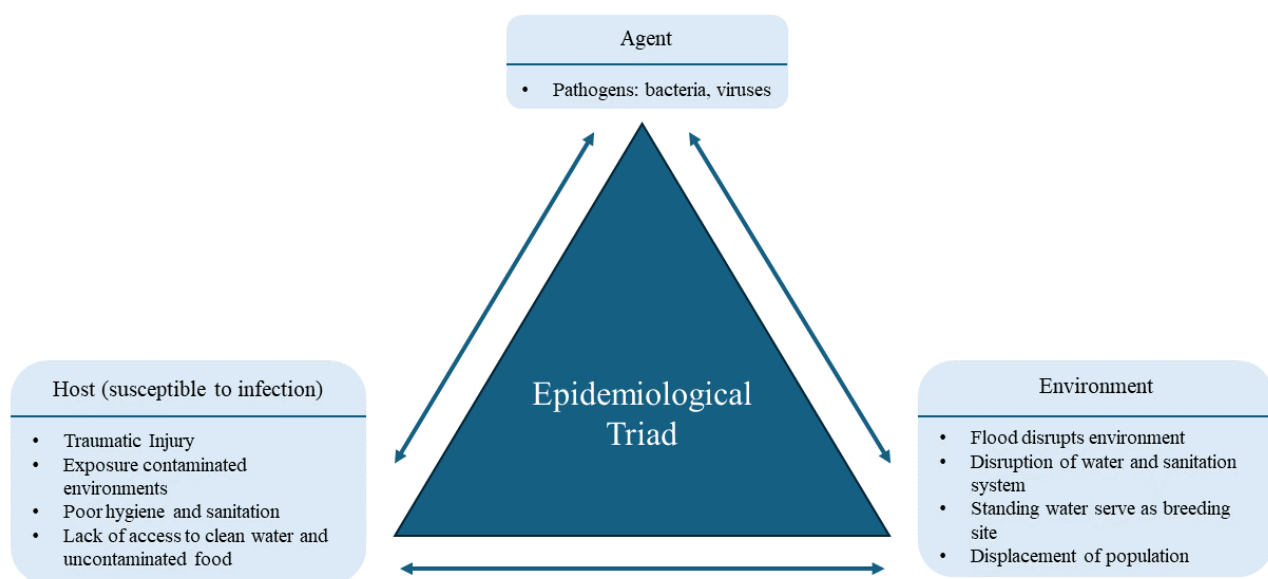 Agent
• Pathogens: bacteria, viruses
Host (susceptible to infection)
• Traumatic Injury
• Exposure contaminated
environments
• Poor hygiene and sanitation
• Lack of access to clean water and
uncontaminated food
Epidemiological
Triad
Environment
• Flood disrupts environment
• Disruption of water and sanitation
system
• Standing water serve as breeding
site
• Displacement of population